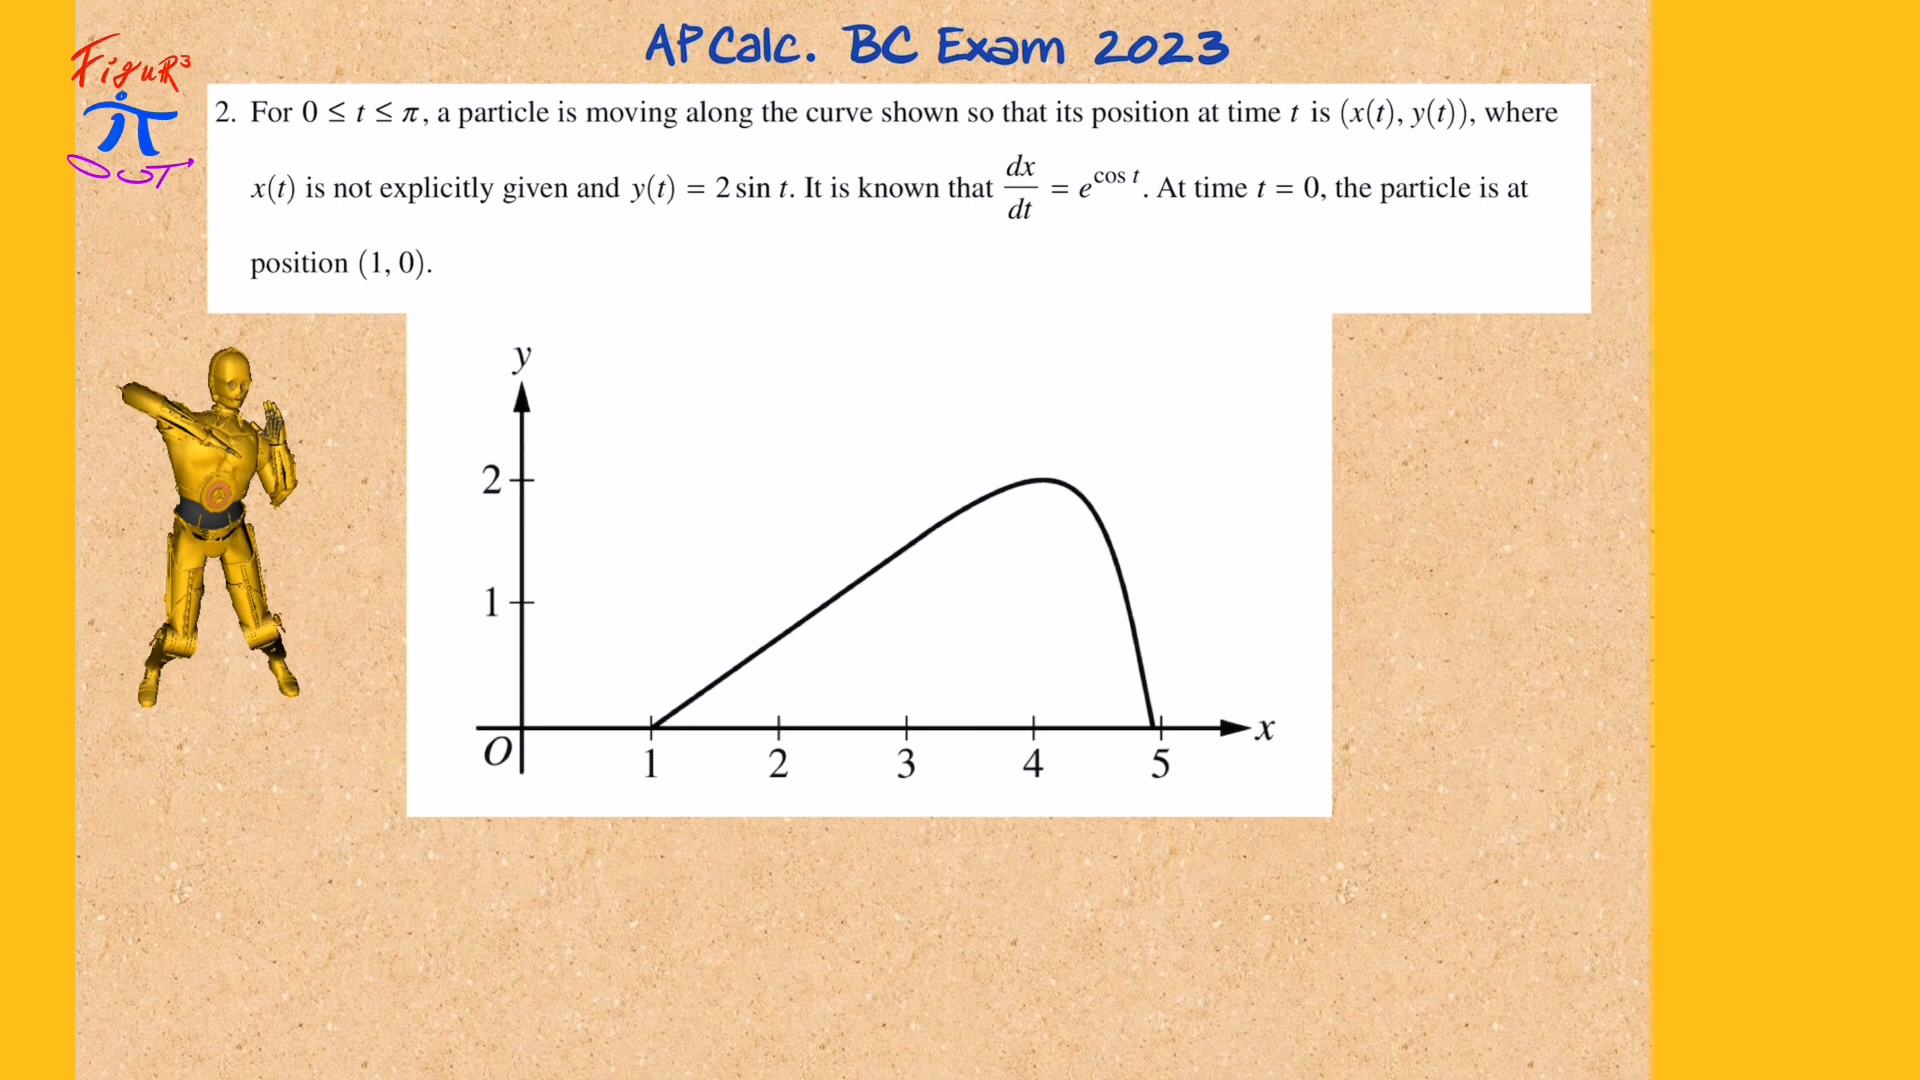 AP Calc. BC Exam 2023
FiguR³
π
OUT
2. For 0 ≤ t ≤ π, a particle is moving along the curve shown so that its position at time t is (x(t), y(t)), where
x(t) is not explicitly given and y(t) = 2 sin t. It is known that dx/dt = e^(cos t). At time t = 0, the particle is at
position (1, 0).
y
2
1
O
1 2 3 4 5 x